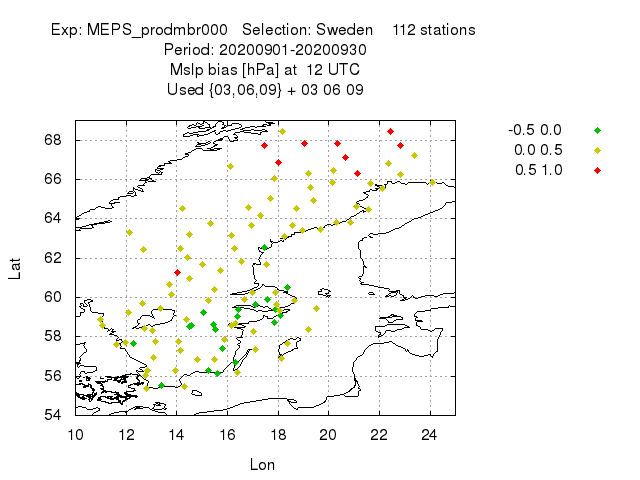 Exp: MEPS_prodmbr000 Selection: Sweden 112 stations
Period: 20200901-20200930
Mslp bias [hPa] at 12 UTC
Used {03,06,09} + 03 06 09
-0.5 0.0
0.0 0.5
0.5 1.0
68
66
64
62
60
58
56
54
Lat
10 12 14 16 18 20 22 24
Lon